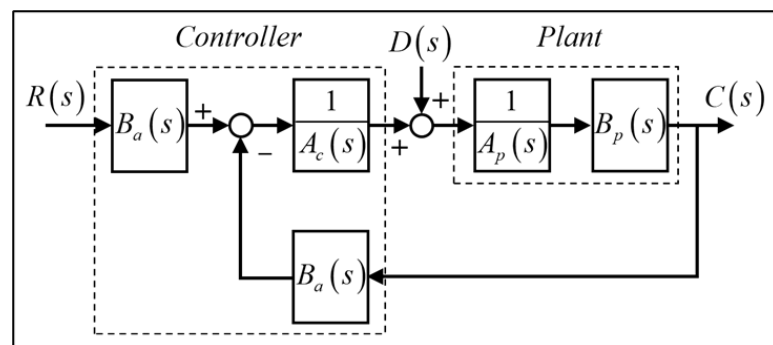 Controller
D(s)
Plant
R(s)
B_a(s)
+
−
1
A_c(s)
+
+
1
A_p(s)
B_p(s)
C(s)
B_a(s)